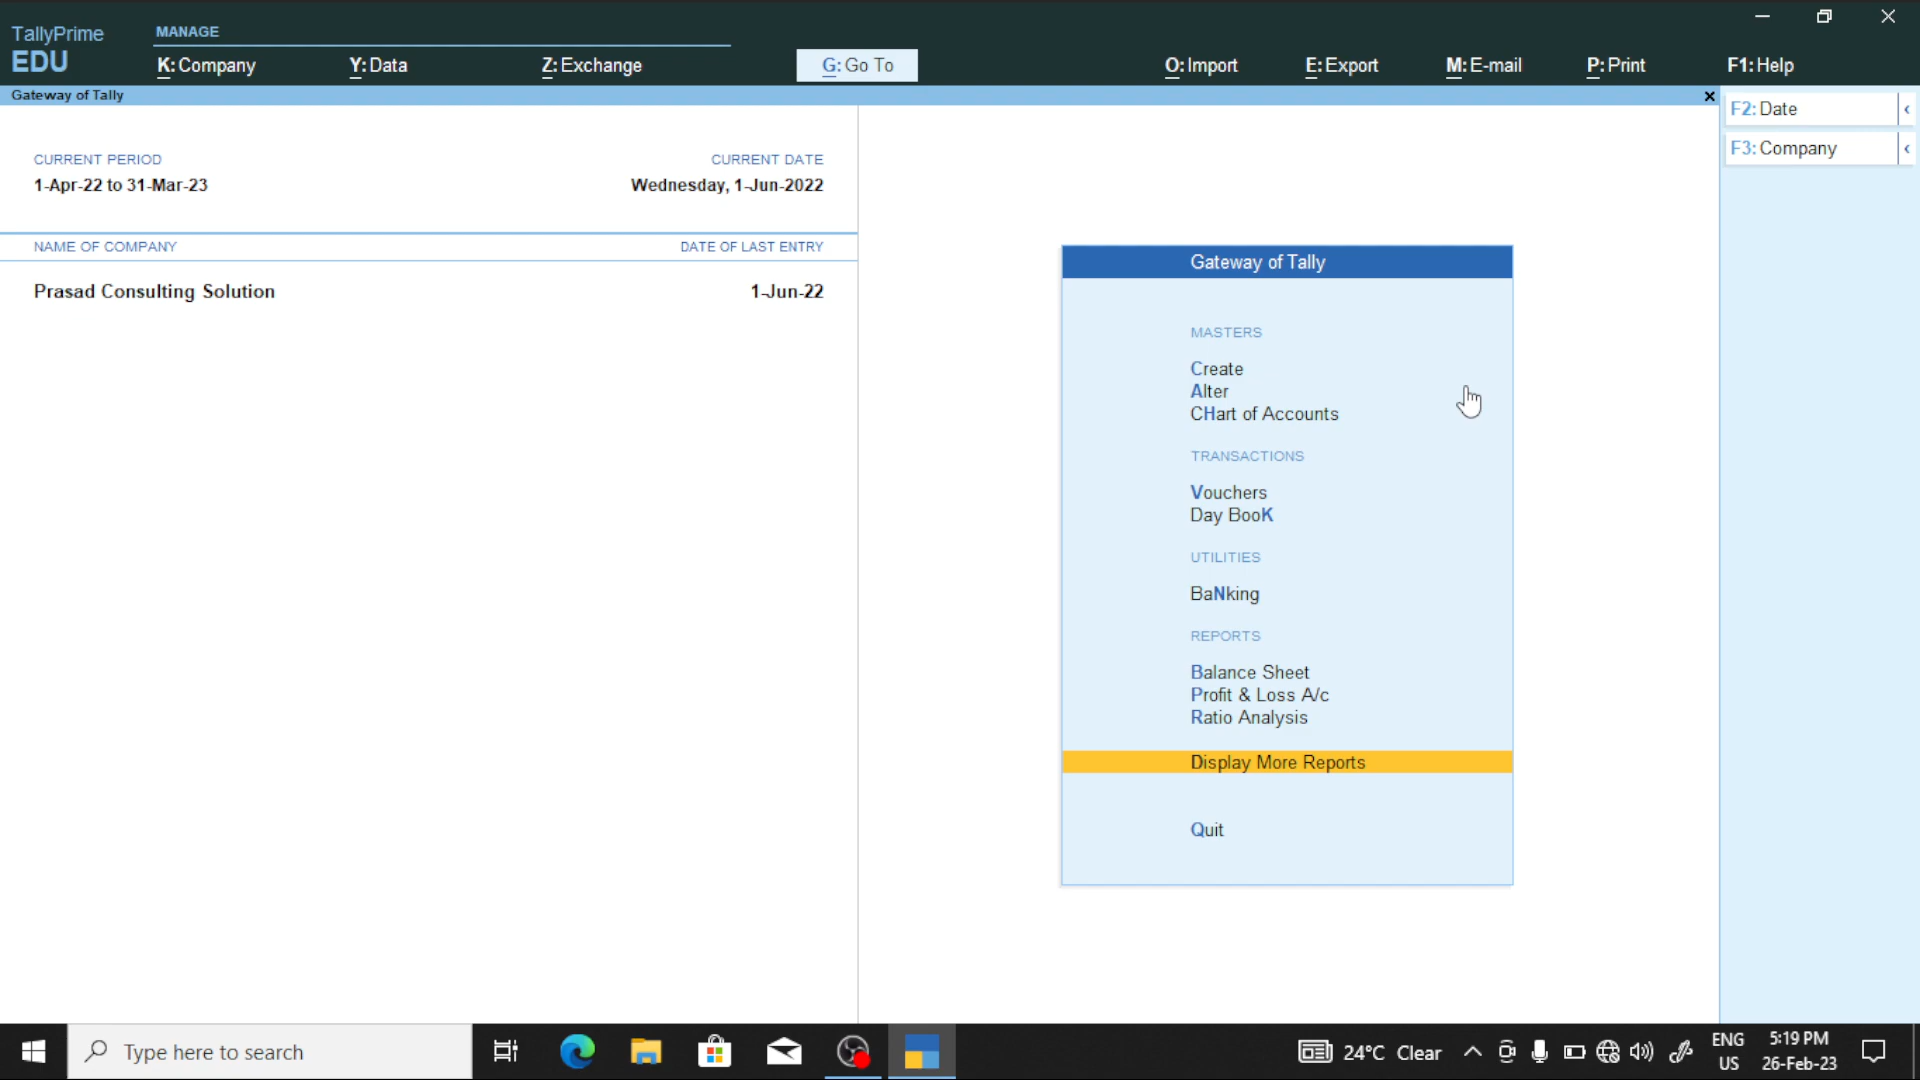 TallyPrime
EDU
MANAGE
K: Company
Y: Data
Z: Exchange
G: Go To
O: Import
E: Export
M: E-mail
P: Print
F1: Help
Gateway of Tally
F2: Date
F3: Company
CURRENT PERIOD
CURRENT DATE
1-Apr-22 to 31-Mar-23
Wednesday, 1-Jun-2022
NAME OF COMPANY
DATE OF LAST ENTRY
Prasad Consulting Solution
1-Jun-22
Gateway of Tally
MASTERS
Create
Alter
CHart of Accounts
TRANSACTIONS
Vouchers
Day BooK
UTILITIES
BaNking
REPORTS
Balance Sheet
Profit & Loss A/c
Ratio Analysis
Display More Reports
Quit
Type here to search
24°C Clear
ENG
US
5:19 PM
26-Feb-23